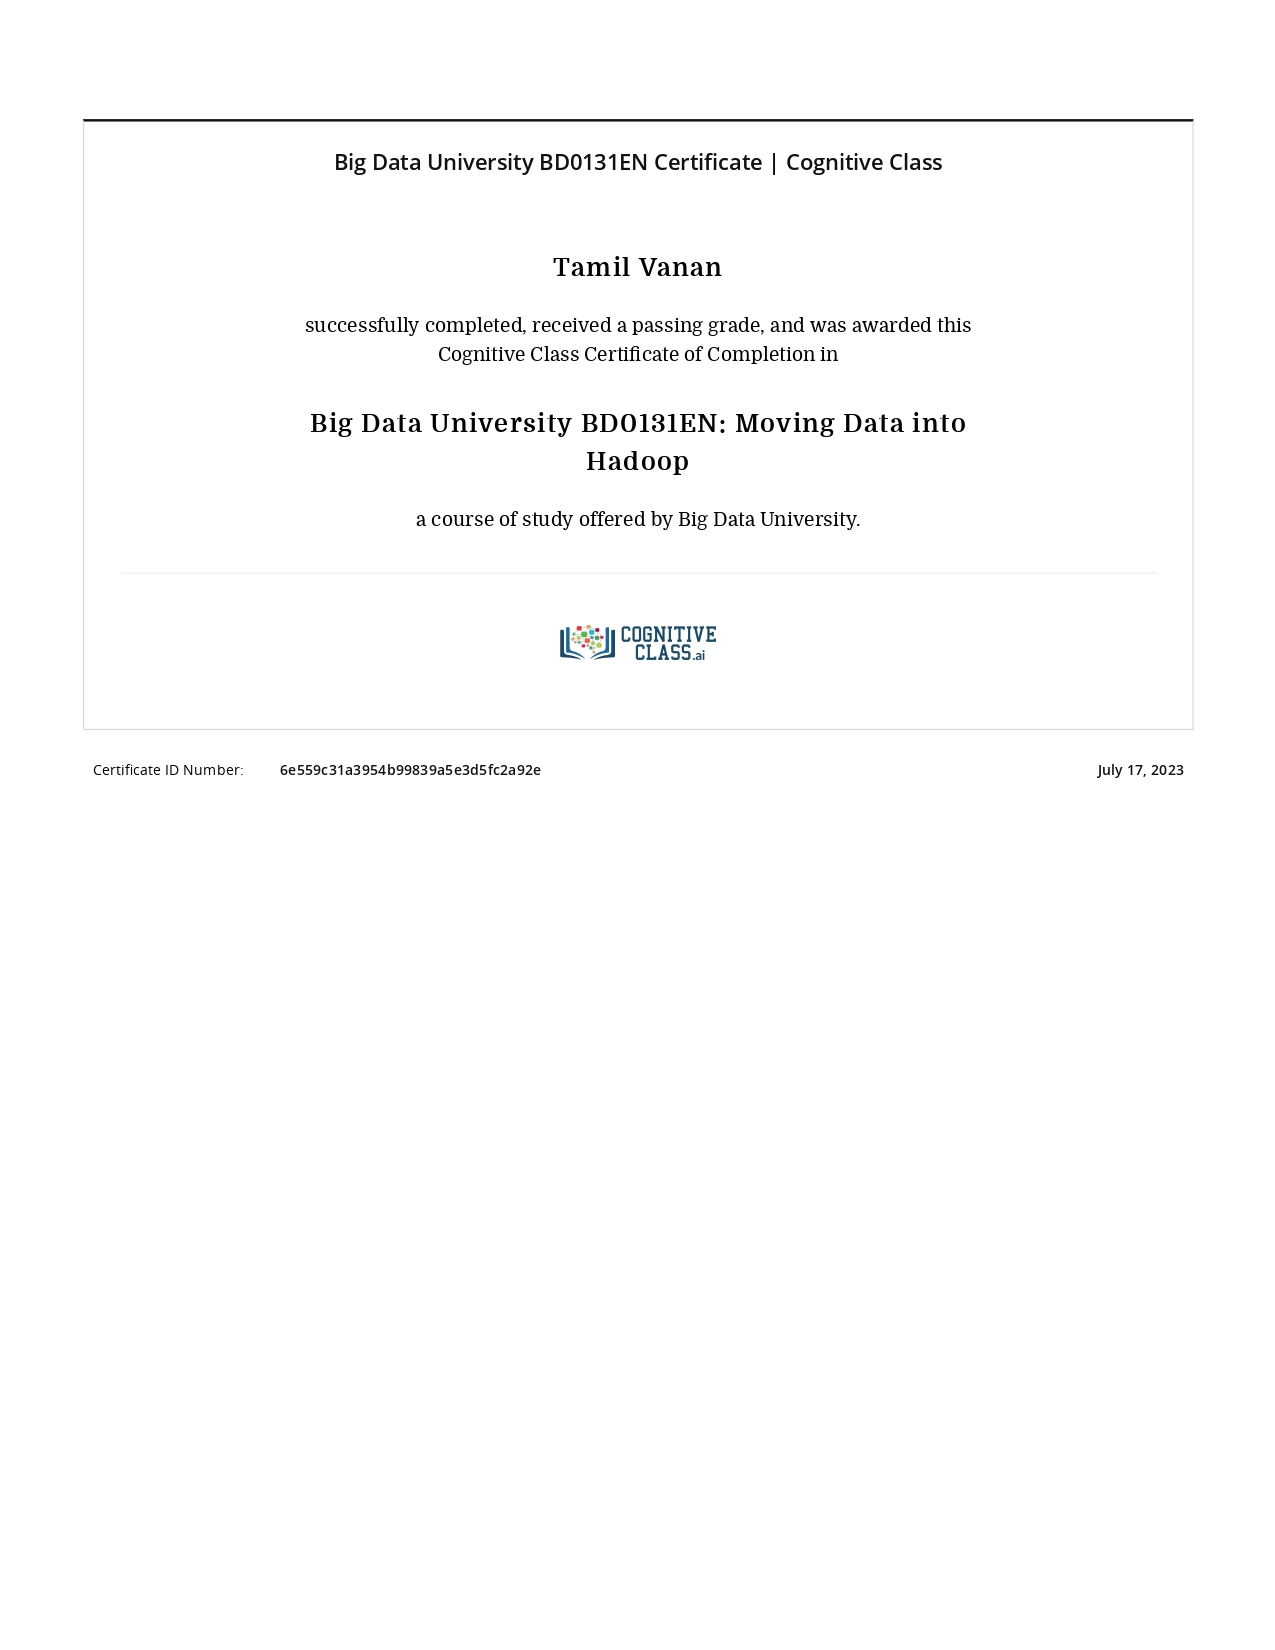 Big Data University BD0131EN Certificate | Cognitive Class
Tamil Vanan
successfully completed, received a passing grade, and was awarded this
Cognitive Class Certificate of Completion in
Big Data University BD0131EN: Moving Data into
Hadoop
a course of study offered by Big Data University.
COGNITIVE
CLASS.ai
Certificate ID Number: 6e559c31a3954b99839a5e3d5fc2a92e July 17, 2023